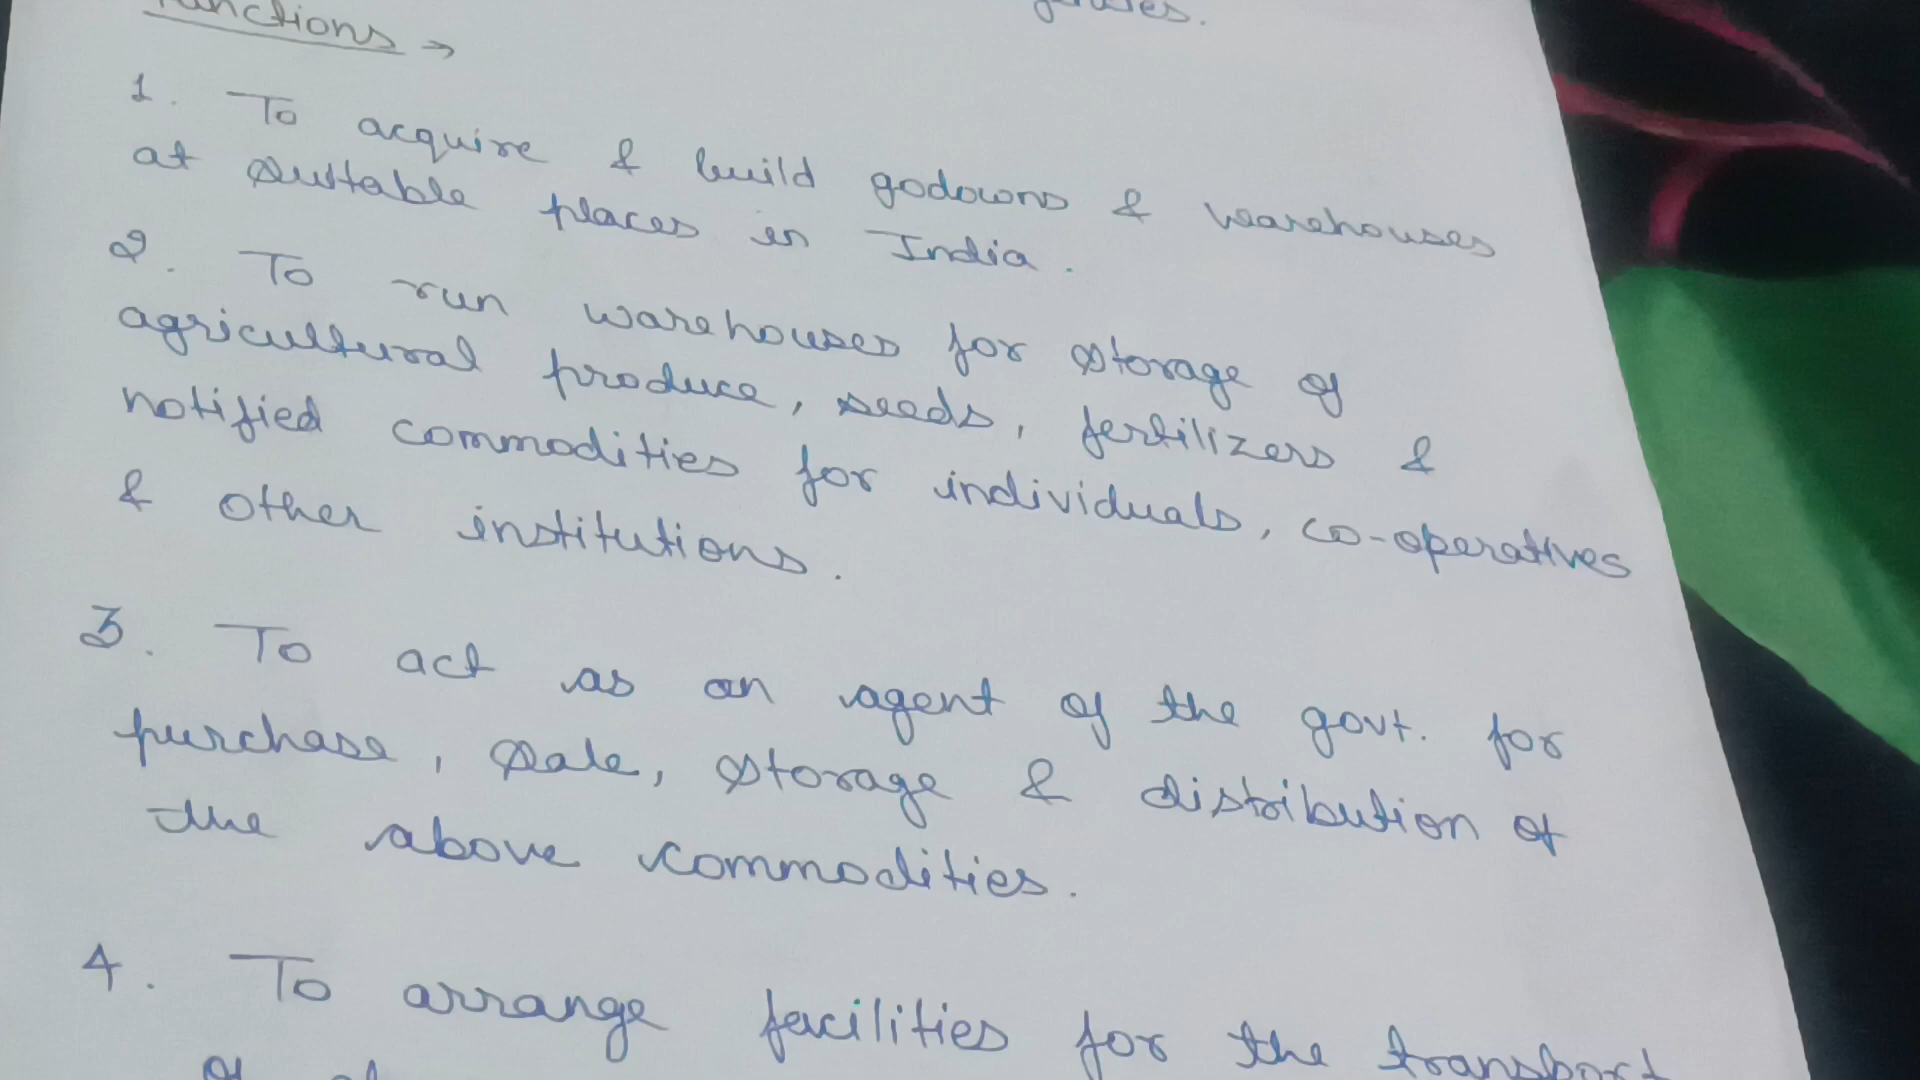 Functions →
1. To acquire & build godowns & warehouses
at suitable places in India.
2. To run warehouses for storage of
agricultural produce, seeds, fertilizers &
notified commodities for individuals, co-operatives
& other institutions.
3. To act as an agent of the govt. for
purchase, sale, storage & distribution of
the above commodities.
4. To arrange facilities for the transport
of